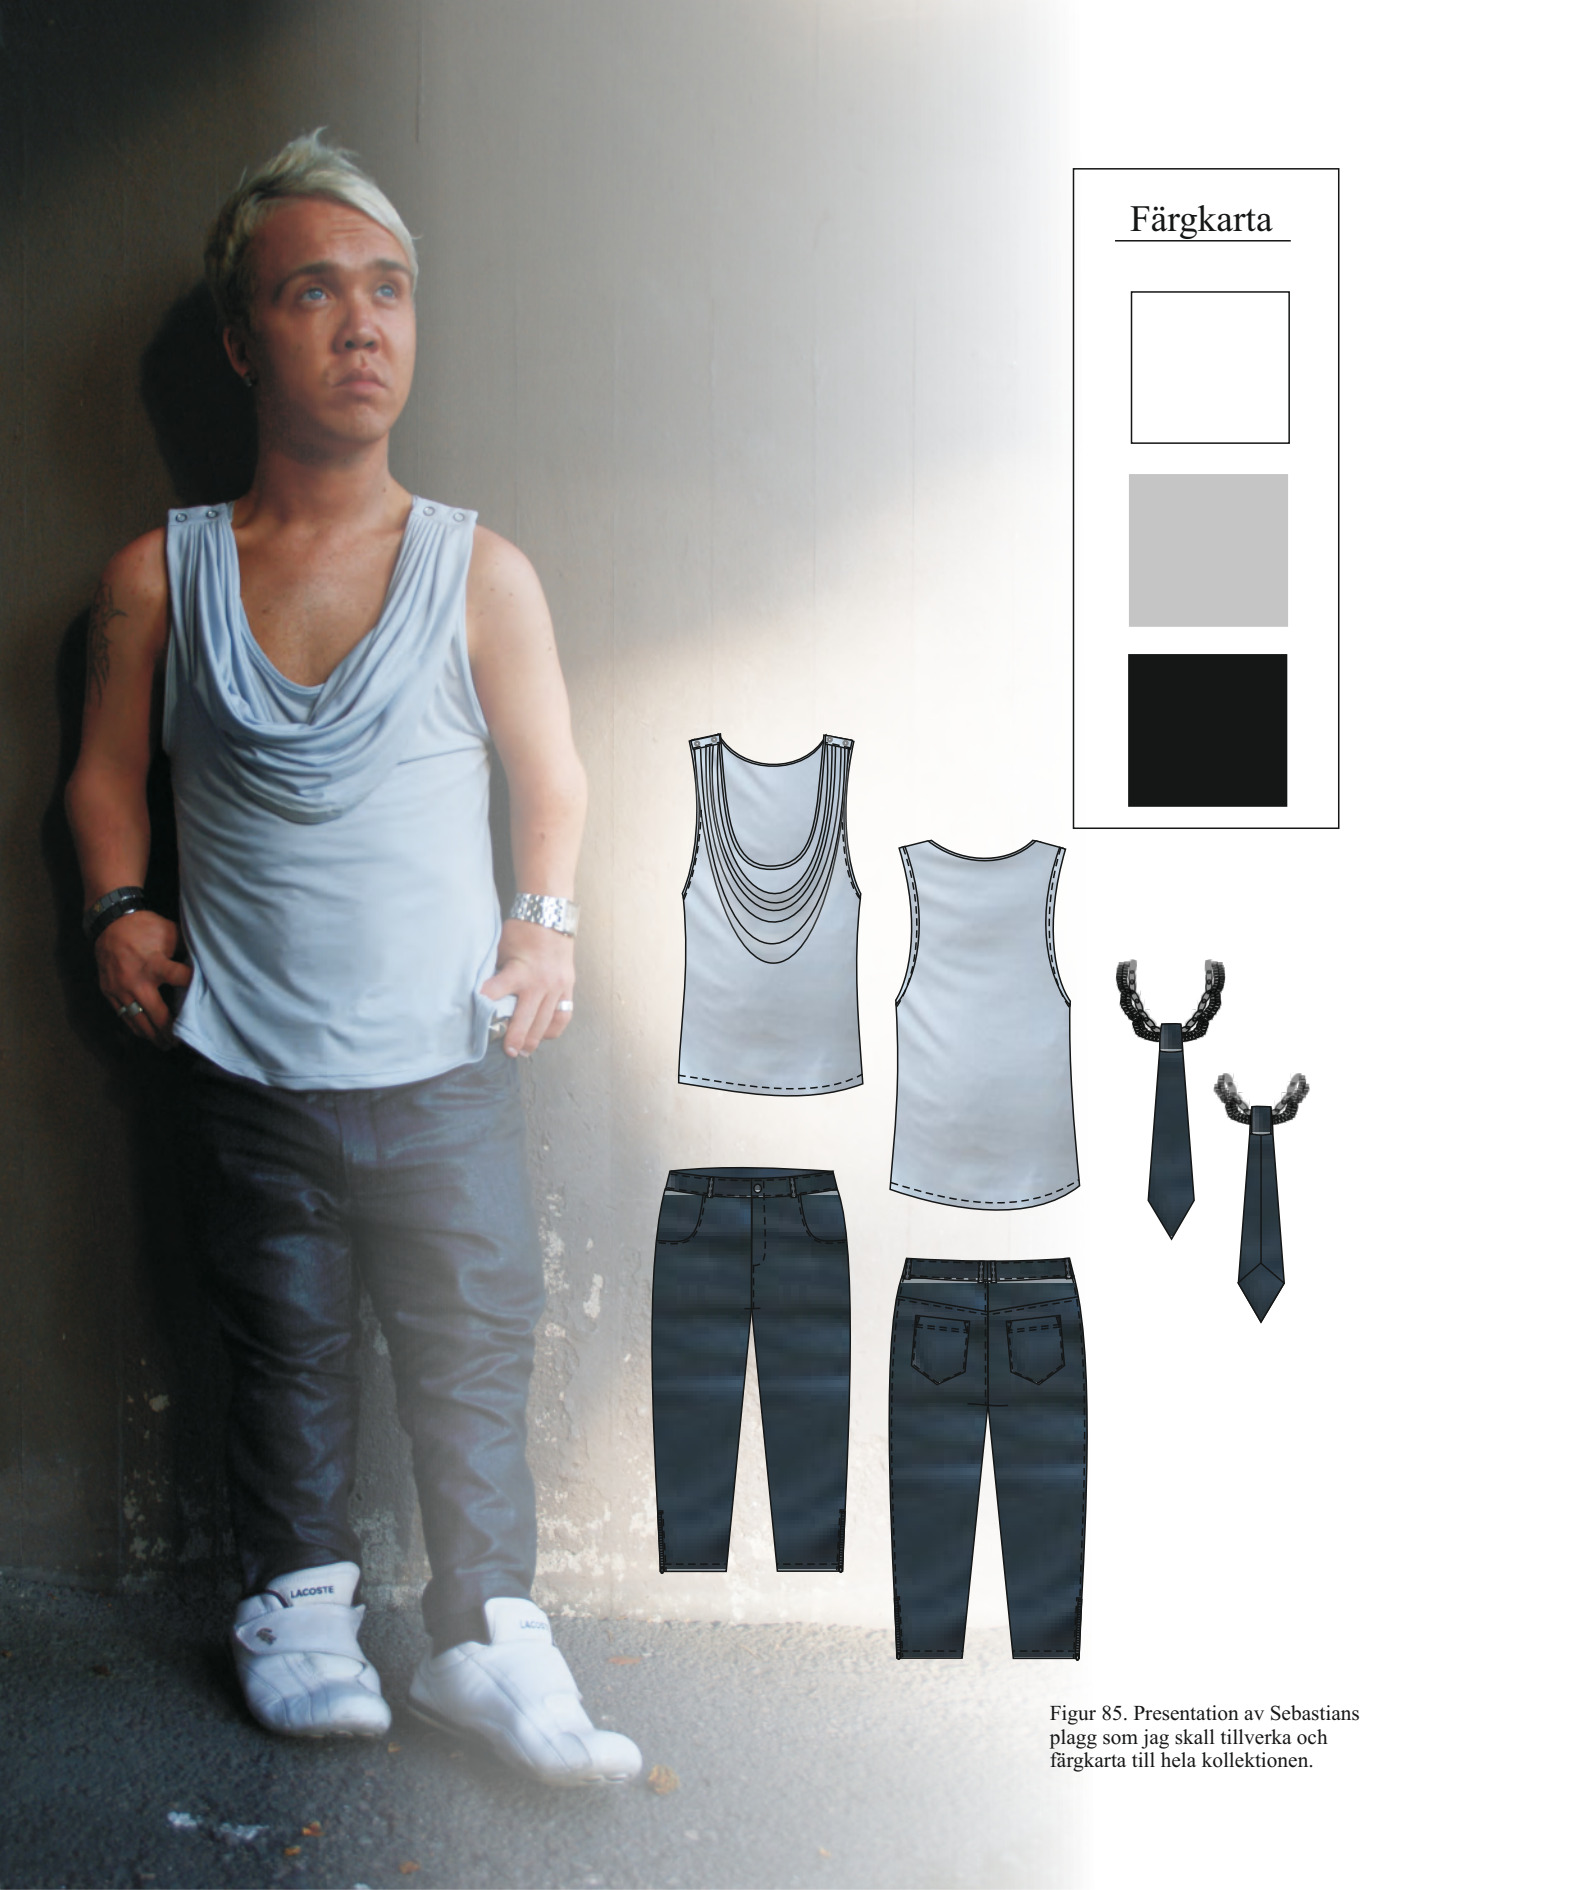 Färgkarta
LACOSTE
LACOSTE
Figur 85. Presentation av Sebastians
plagg som jag skall tillverka och
färgkarta till hela kollektionen.